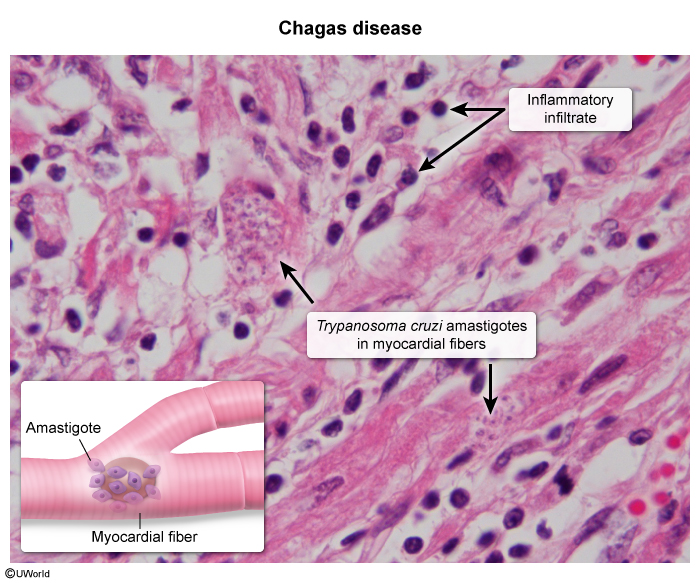 Chagas disease
Inflammatory
infiltrate
Trypanosoma cruzi amastigotes
in myocardial fibers
Amastigote
Myocardial fiber
©UWorld